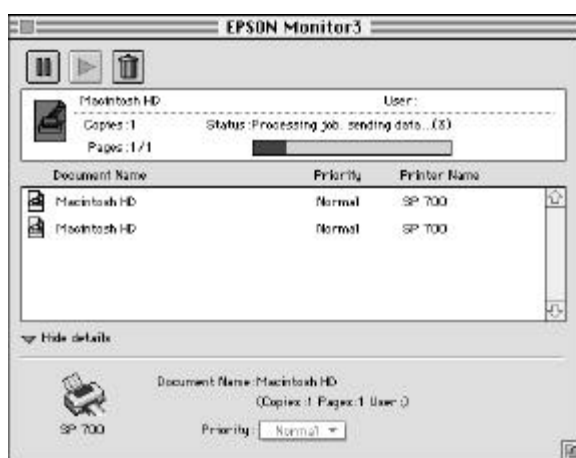 EPSON Monitor3
Macintosh HD User:
Copies:1 Status:Processing job. sending data...(3)
Pages:1/1
Document Name Priority Printer Name
Macintosh HD Normal SP 700
Macintosh HD Normal SP 700
Hide details
Document Name:Macintosh HD
(Copies:1 Pages:1 User:)
SP 700 Priority: Normal